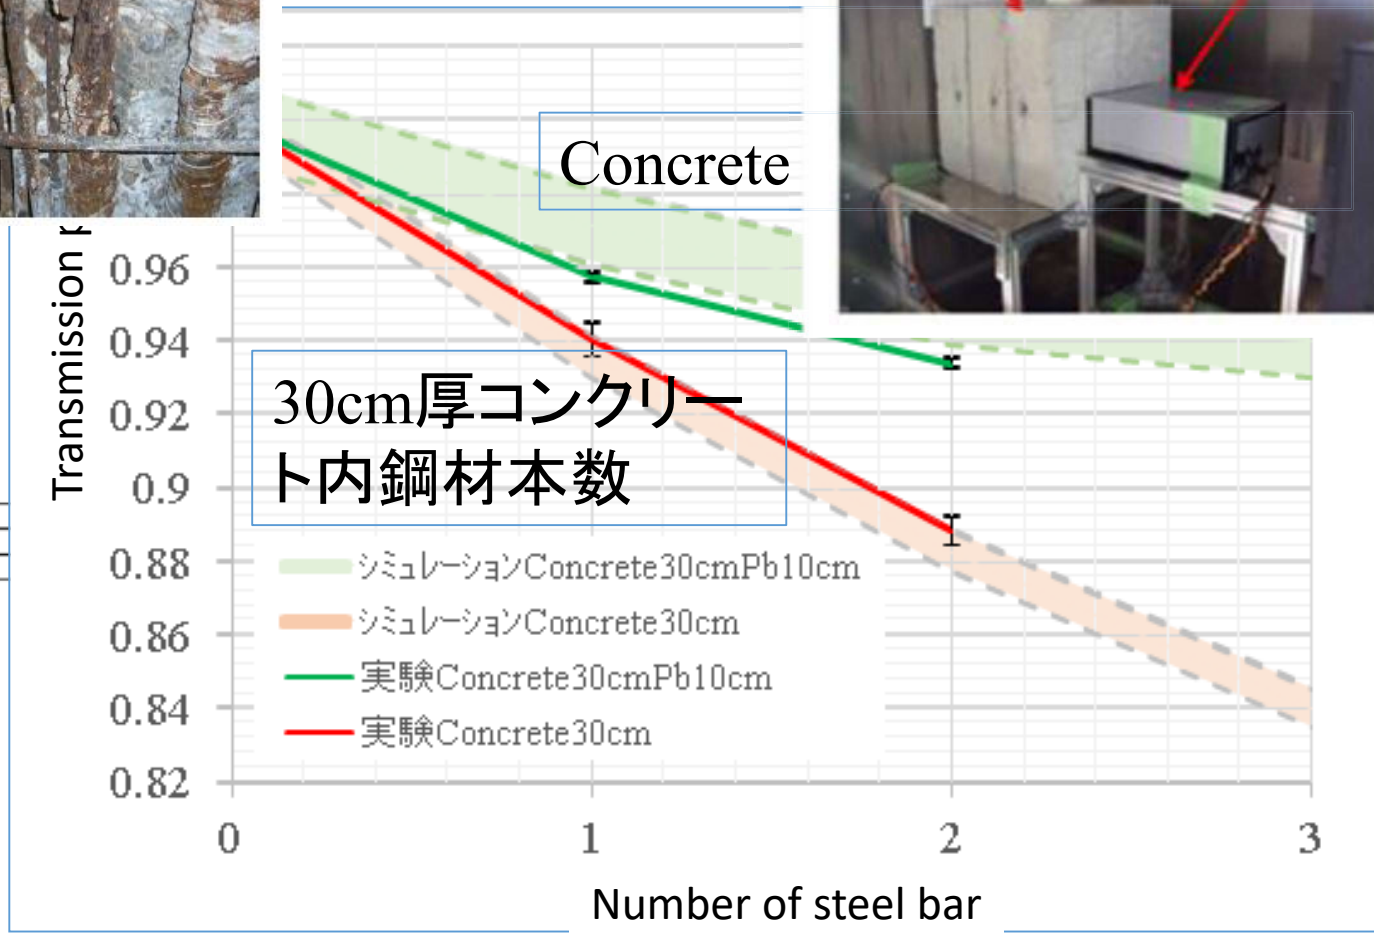 Concrete
Transmission
0.96
0.94
0.92
0.9
0.88
0.86
0.84
0.82
30cm厚コンクリー
ト内鋼材本数
シミュレーションConcrete30cmPb10cm
シミュレーションConcrete30cm
実験Concrete30cmPb10cm
実験Concrete30cm
0 1 2 3
Number of steel bar